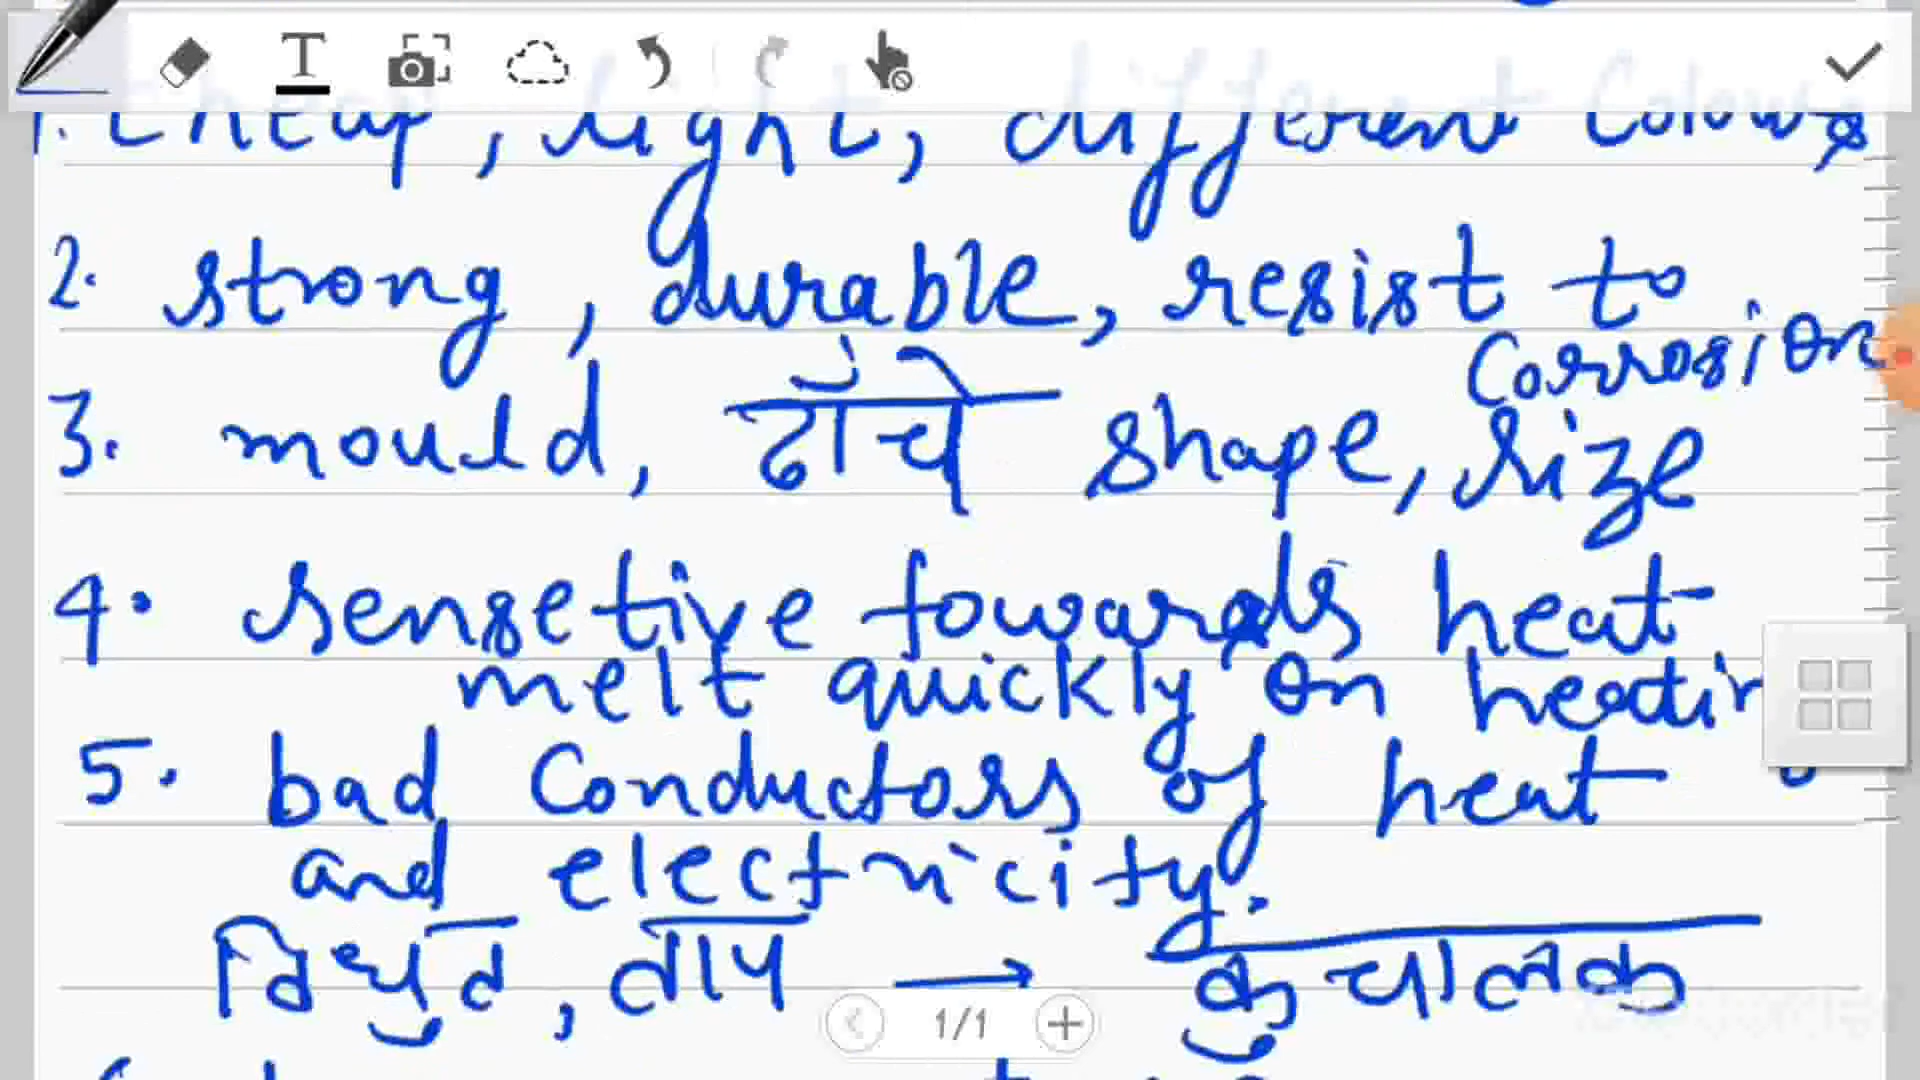 1. Cheap, light, different Colours
2. strong, durable, resist to
corrosion
3. mould, ढाँचे shape, size
4. sensetive towards heat
melt quickly on heatin
5. bad Conductors of heat
and electricity.
विधुत, ताप → कुचालक
1/1